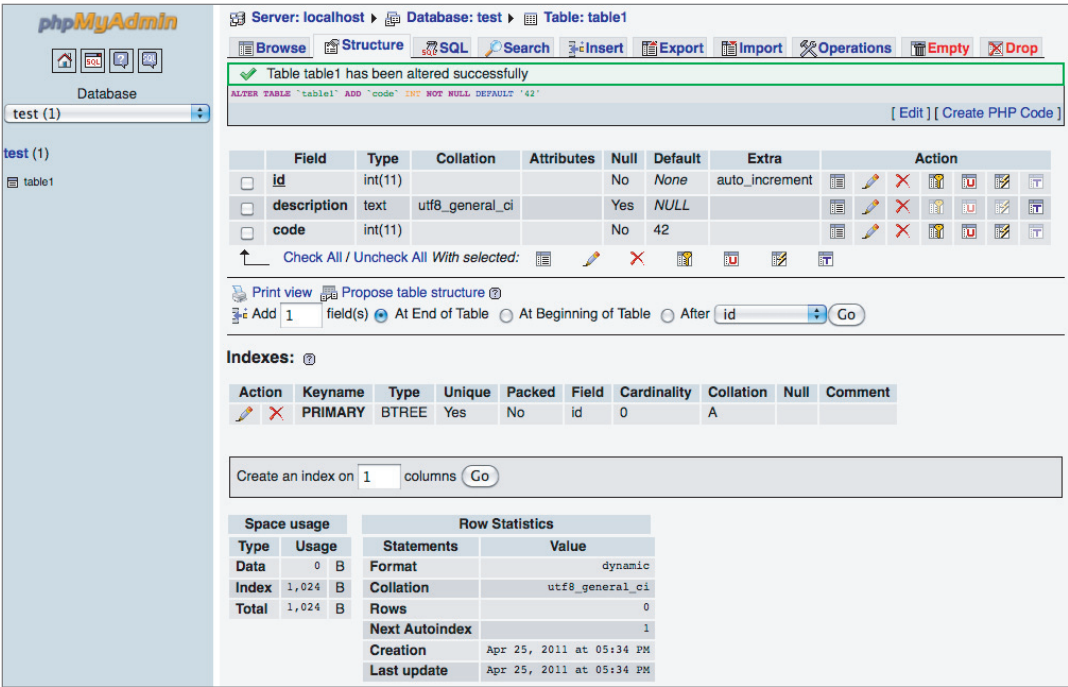 phpMyAdmin
SQL
Database
test (1)
test (1)
table1
Server: localhost ▸ Database: test ▸ Table: table1
Browse Structure SQL Search Insert Export Import Operations Empty Drop
Table table1 has been altered successfully
ALTER TABLE `table1` ADD `code` INT NOT NULL DEFAULT '42'
[ Edit ] [ Create PHP Code ]
Field Type Collation Attributes Null Default Extra Action
id int(11) No None auto_increment
description text utf8_general_ci Yes NULL
code int(11) No 42
Check All / Uncheck All With selected:
Print view Propose table structure
Add 1 field(s) At End of Table At Beginning of Table After id Go
Indexes:
Action Keyname Type Unique Packed Field Cardinality Collation Null Comment
PRIMARY BTREE Yes No id 0 A
Create an index on 1 columns Go
Space usage
Type Usage
Data 0 B
Index 1,024 B
Total 1,024 B
Row Statistics
Statements Value
Format dynamic
Collation utf8_general_ci
Rows 0
Next Autoindex 1
Creation Apr 25, 2011 at 05:34 PM
Last update Apr 25, 2011 at 05:34 PM